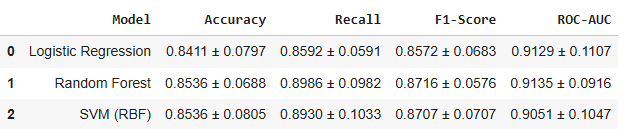 Model Accuracy Recall F1-Score ROC-AUC
0 Logistic Regression 0.8411 ± 0.0797 0.8592 ± 0.0591 0.8572 ± 0.0683 0.9129 ± 0.1107
1 Random Forest 0.8536 ± 0.0688 0.8986 ± 0.0982 0.8716 ± 0.0576 0.9135 ± 0.0916
2 SVM (RBF) 0.8536 ± 0.0805 0.8930 ± 0.1033 0.8707 ± 0.0707 0.9051 ± 0.1047